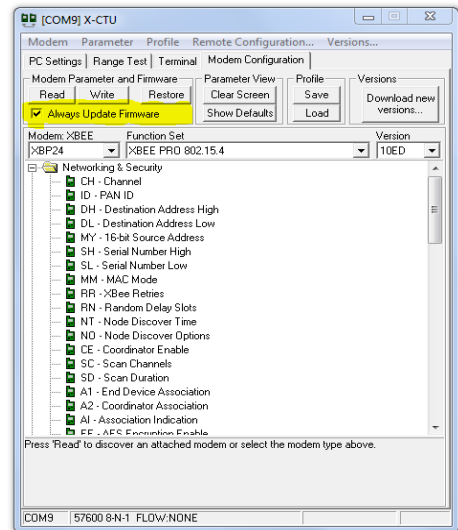 [COM9] X-CTU
Modem Parameter Profile Remote Configuration... Versions...
PC Settings Range Test Terminal Modem Configuration
Modem Parameter and Firmware Parameter View Profile Versions
Read Write Restore Clear Screen Save Download new versions...
Always Update Firmware Show Defaults Load
Modem: XBEE Function Set Version
XBP24 XBEE PRO 802.15.4 10ED
Networking & Security
CH - Channel
ID - PAN ID
DH - Destination Address High
DL - Destination Address Low
MY - 16-bit Source Address
SH - Serial Number High
SL - Serial Number Low
MM - MAC Mode
RR - XBee Retries
RN - Random Delay Slots
NT - Node Discover Time
NO - Node Discover Options
CE - Coordinator Enable
SC - Scan Channels
SD - Scan Duration
A1 - End Device Association
A2 - Coordinator Association
AI - Association Indication
EE - AES Encryption Enable
Press 'Read' to discover an attached modem or select the modem type above.
COM9 57600 8-N-1 FLOW:NONE